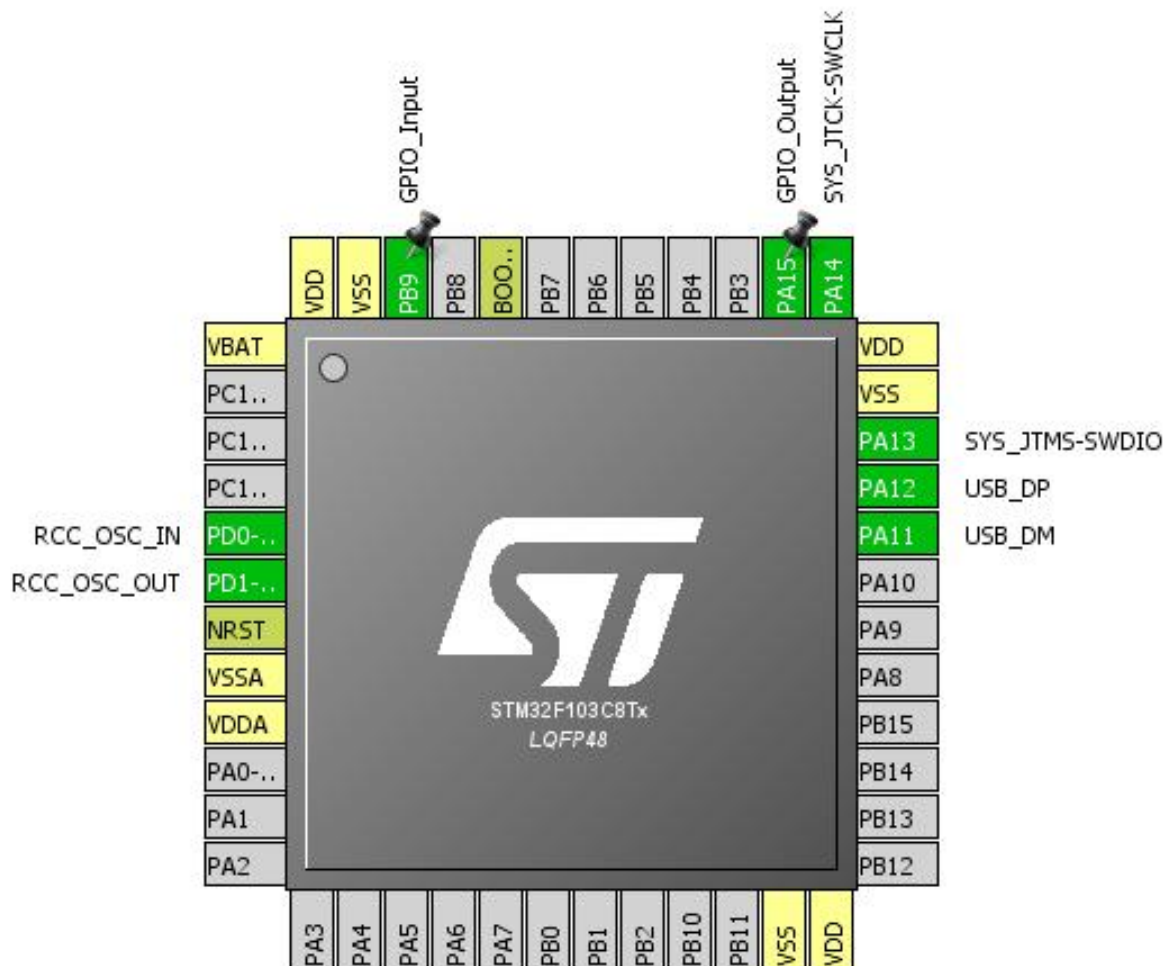 GPIO_Input
GPIO_Output
SYS_JTCK-SWCLK
VDD
VSS
PB9
PB8
BOO..
PB7
PB6
PB5
PB4
PB3
PA15
PA14
VBAT
PC1..
PC1..
PC1..
RCC_OSC_IN PD0-..
RCC_OSC_OUT PD1-..
NRST
VSSA
VDDA
PA0-..
PA1
PA2
VDD
VSS
PA13 SYS_JTMS-SWDIO
PA12 USB_DP
PA11 USB_DM
PA10
PA9
PA8
PB15
PB14
PB13
PB12
ST
STM32F103C8Tx
LQFP48
PA3
PA4
PA5
PA6
PA7
PB0
PB1
PB2
PB10
PB11
VSS
VDD